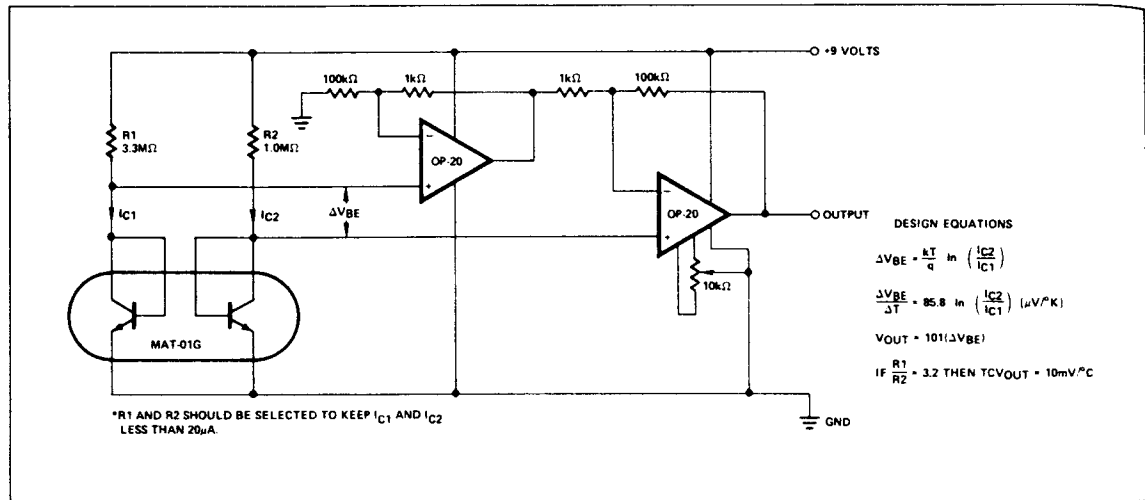 +9 VOLTS
100kΩ
1kΩ
1kΩ
100kΩ
R1
3.3MΩ
R2
1.0MΩ
−
OP-20
+
IC1
IC2
ΔVBE
−
OP-20
+
OUTPUT
10kΩ
MAT-01G
GND
*R1 AND R2 SHOULD BE SELECTED TO KEEP IC1 AND IC2
LESS THAN 20μA.
DESIGN EQUATIONS
ΔVBE = kT/q ln (IC2/IC1)
ΔVBE/ΔT = 85.8 ln (IC2/IC1) (μV/°K)
VOUT = 101(ΔVBE)
IF R1/R2 = 3.2 THEN TCVOUT = 10mV/°C